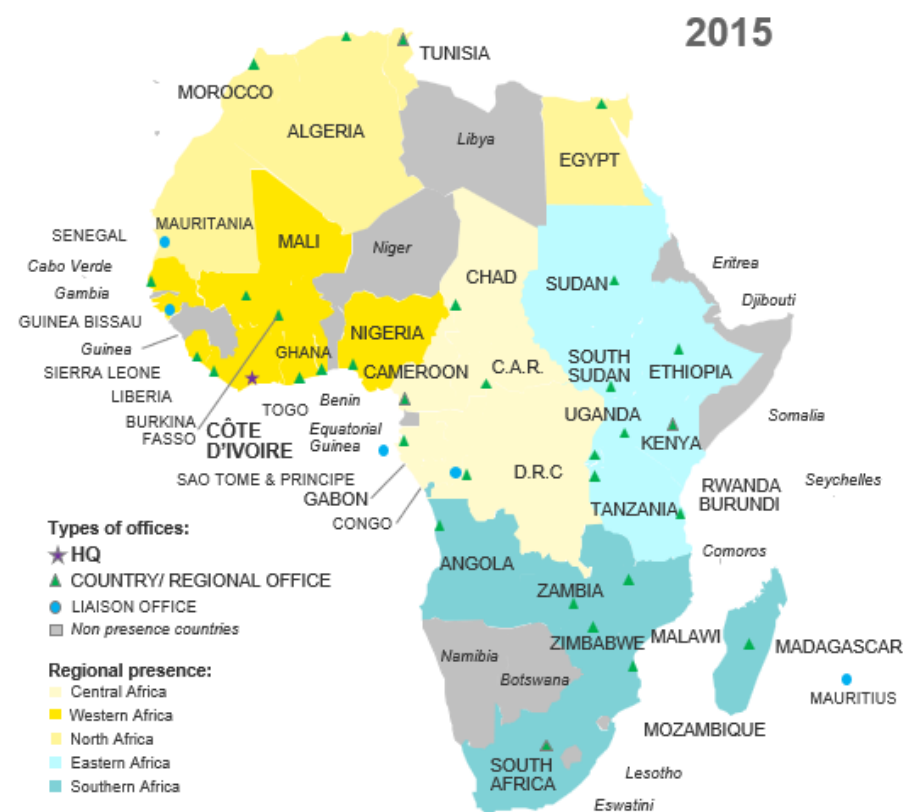 2015
TUNISIA
MOROCCO
ALGERIA
Libya
EGYPT
MAURITANIA
SENEGAL
MALI
Niger
Cabo Verde
CHAD
SUDAN
Eritrea
Gambia
Djibouti
GUINEA BISSAU
NIGERIA
Guinea
GHANA
SOUTH
SUDAN
ETHIOPIA
SIERRA LEONE
CAMEROON
C.A.R.
LIBERIA
TOGO
Benin
UGANDA
Somalia
BURKINA
FASSO
CÔTE
D'IVOIRE
Equatorial
Guinea
KENYA
SAO TOME & PRINCIPE
D.R.C
Seychelles
GABON
RWANDA
BURUNDI
CONGO
TANZANIA
Types of offices:
HQ
COUNTRY/ REGIONAL OFFICE
LIAISON OFFICE
Non presence countries
Comoros
ANGOLA
ZAMBIA
ZIMBABWE
MALAWI
MADAGASCAR
Namibia
Botswana
MAURITIUS
MOZAMBIQUE
Regional presence:
Central Africa
Western Africa
North Africa
Eastern Africa
Southern Africa
SOUTH
AFRICA
Lesotho
Eswatini